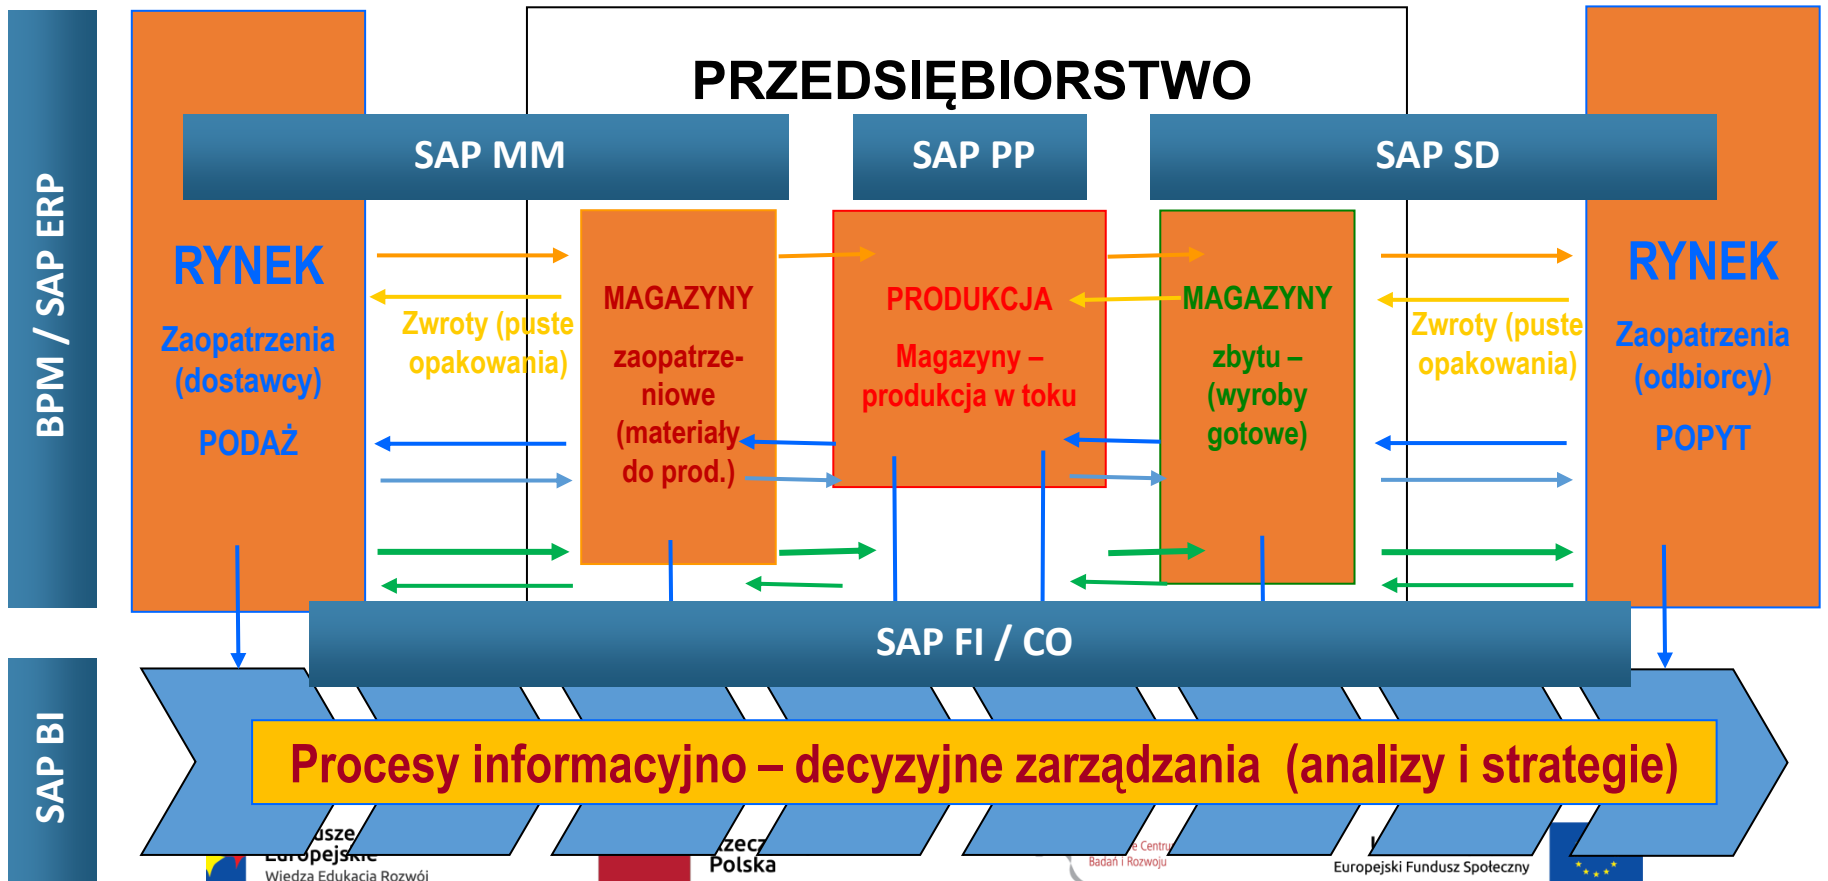 PRZEDSIĘBIORSTWO
SAP MM
SAP PP
SAP SD
BPM / SAP ERP
RYNEK
Zaopatrzenia
(dostawcy)
PODAŻ
Zwroty (puste
opakowania)
MAGAZYNY
zaopatrze-
niowe
(materiały
do prod.)
PRODUKCJA
Magazyny –
produkcja w toku
MAGAZYNY
zbytu –
(wyroby
gotowe)
Zwroty (puste
opakowania)
RYNEK
Zaopatrzenia
(odbiorcy)
POPYT
SAP FI / CO
SAP BI
Procesy informacyjno – decyzyjne zarządzania (analizy i strategie)
Europejskie
Wiedza Edukacja Rozwój
Polska
Badań i Rozwoju
Europejski Fundusz Społeczny